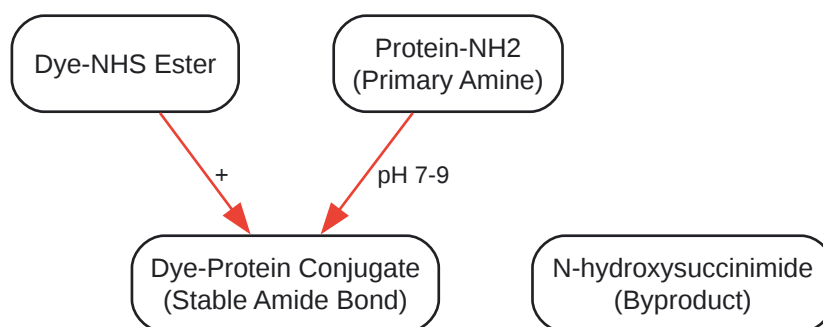 Dye-NHS Ester
Protein-NH2
(Primary Amine)
+
pH 7-9
Dye-Protein Conjugate
(Stable Amide Bond)
N-hydroxysuccinimide
(Byproduct)